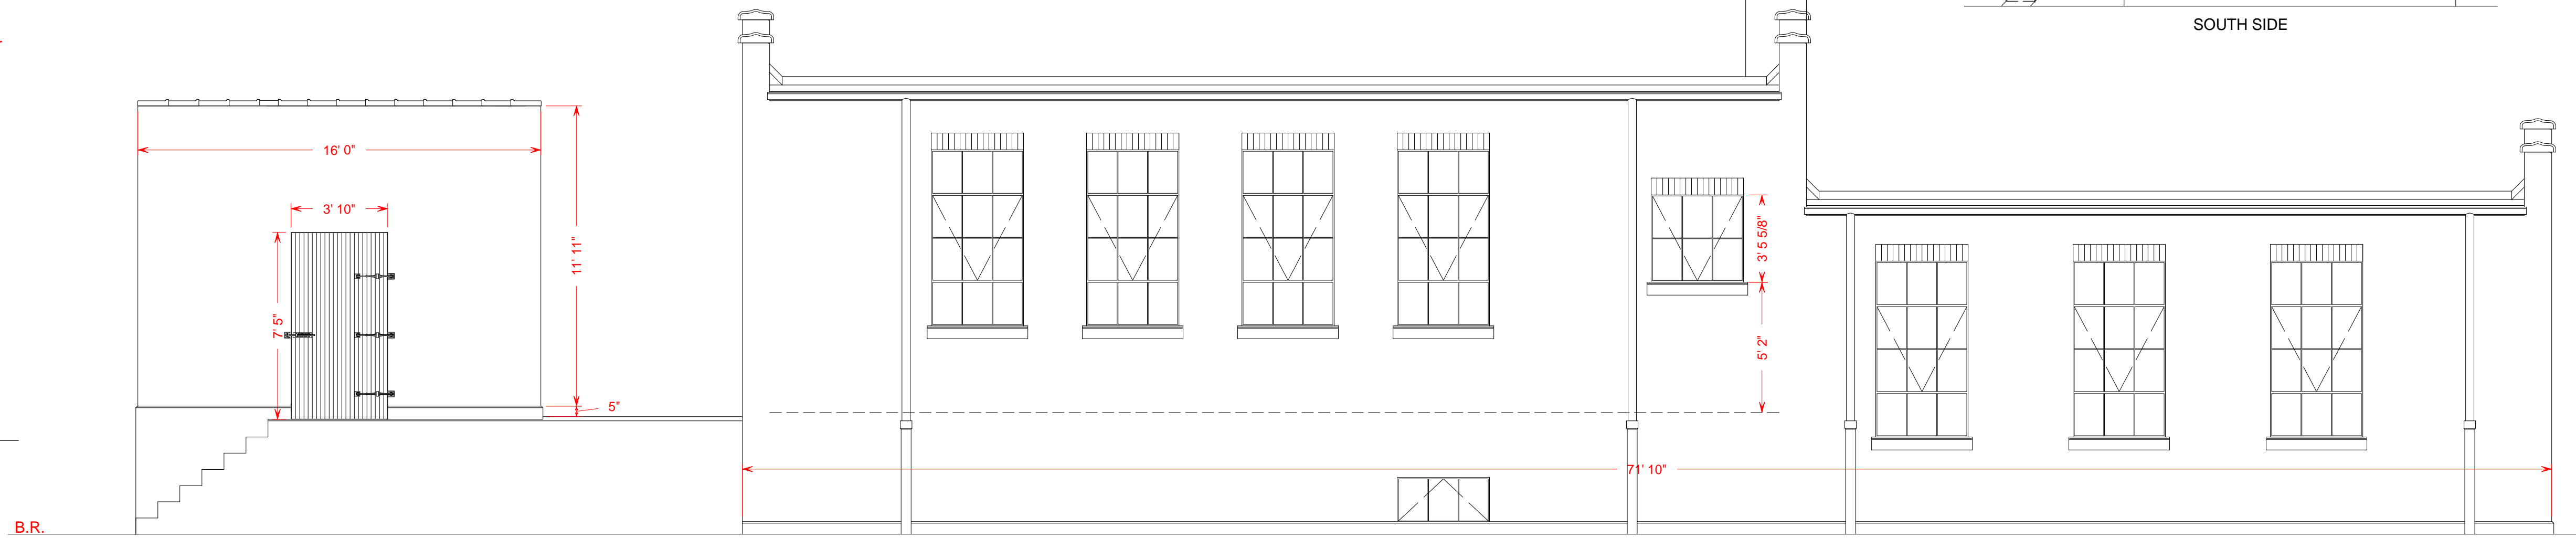 SOUTH SIDE
16' 0"
3' 10"
11' 11"
7' 5"
5"
3' 5 5/8"
5' 2"
71' 10"
B.R.